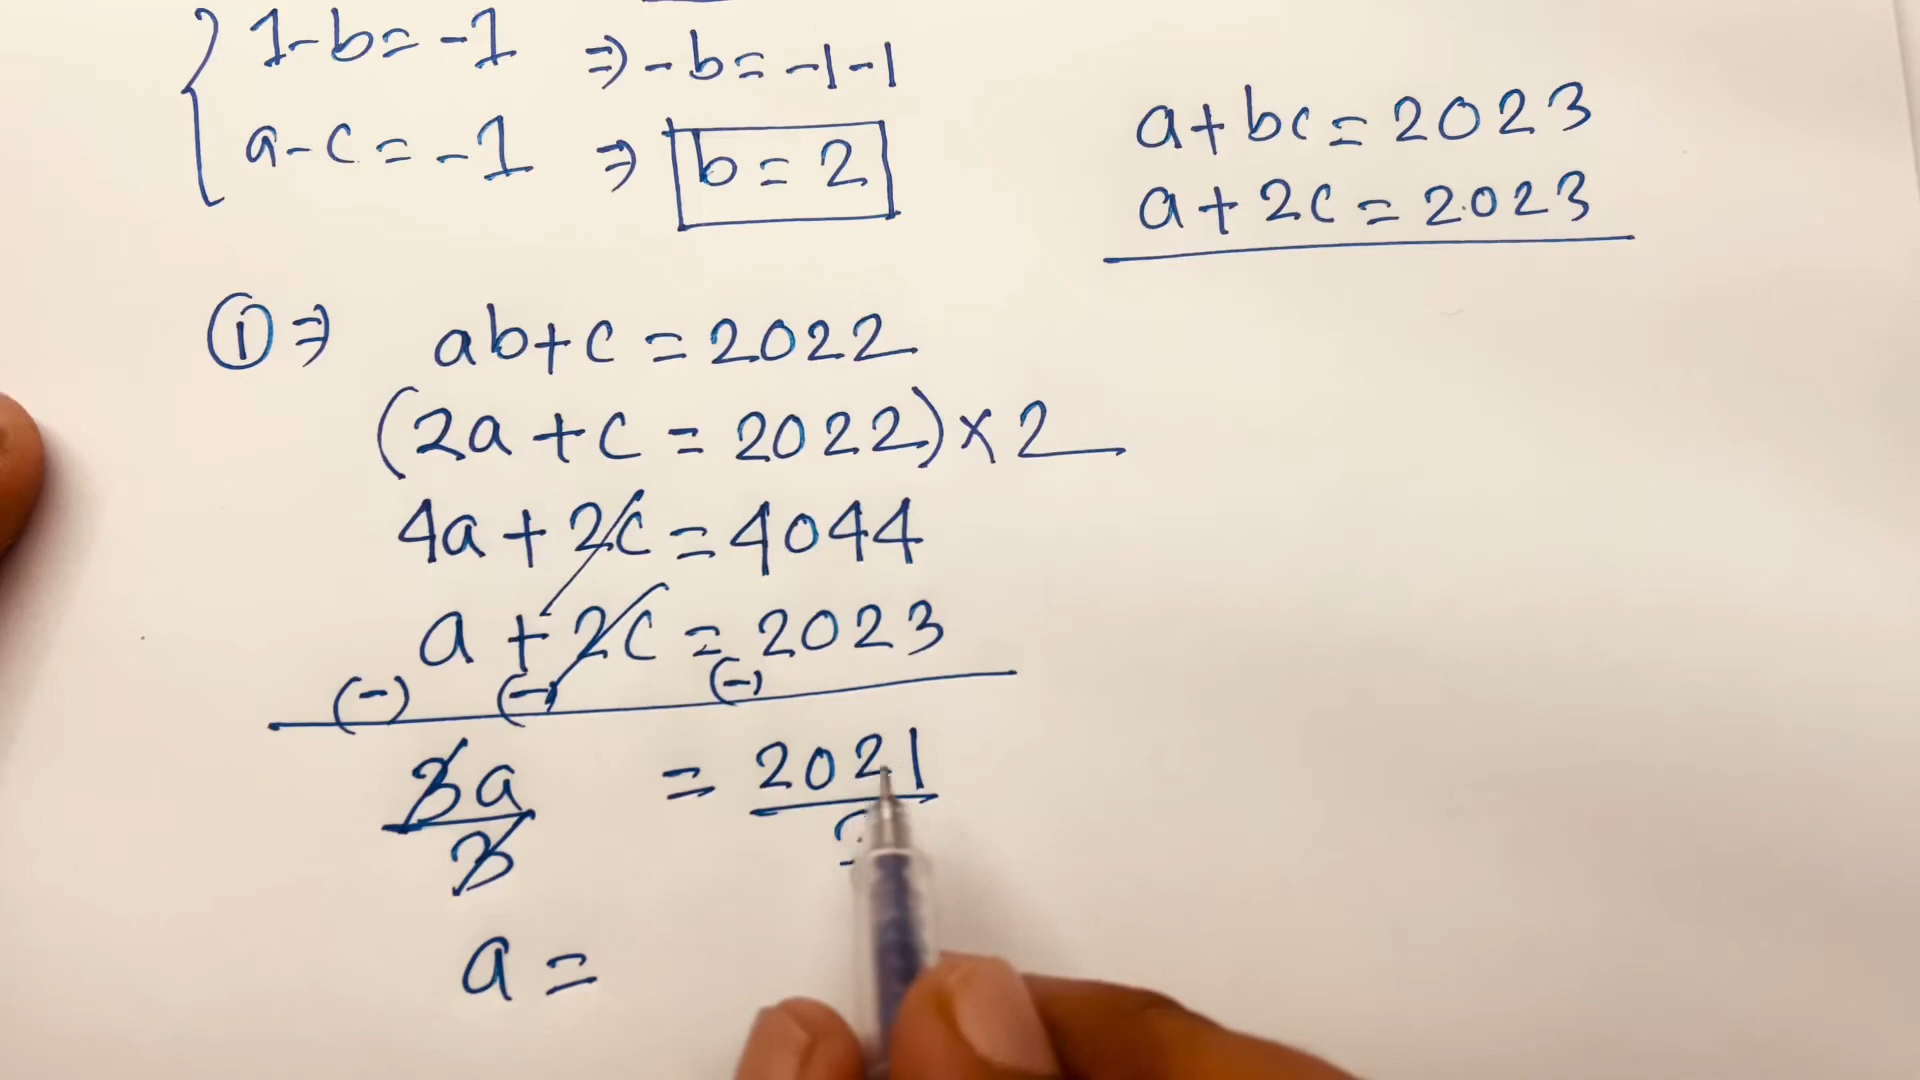 1-b=-1 ⇒ -b=-1-1
a-c=-1 ⇒ b=2
a+bc=2023
a+2c=2023
① ⇒ ab+c=2022
(2a+c=2022)×2
4a+2c=4044
a+2c=2023
(-) (-) (-)
3a = 2021
3
a=